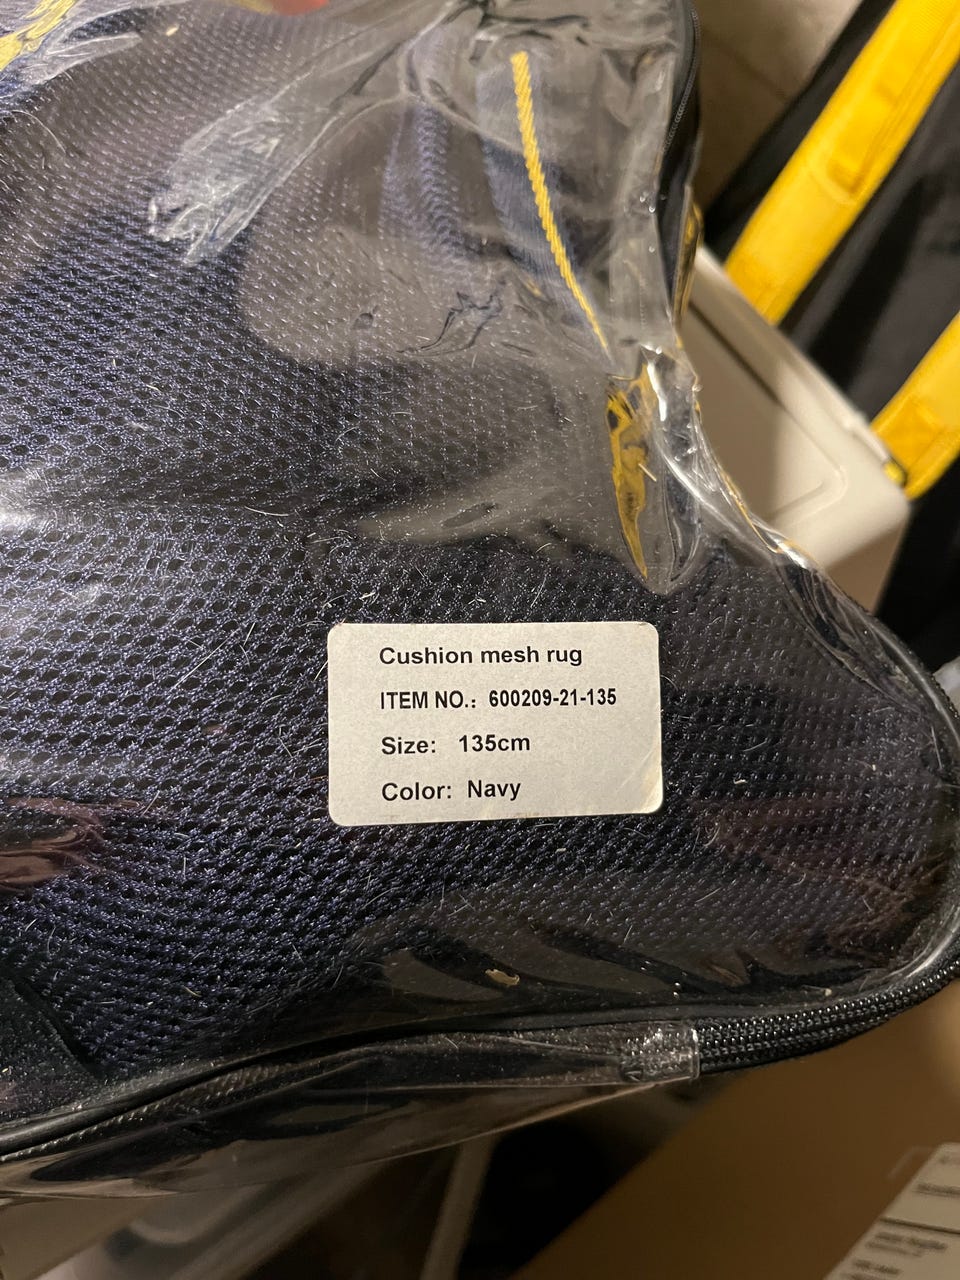 Cushion mesh rug
ITEM NO.: 600209-21-135
Size: 135cm
Color: Navy